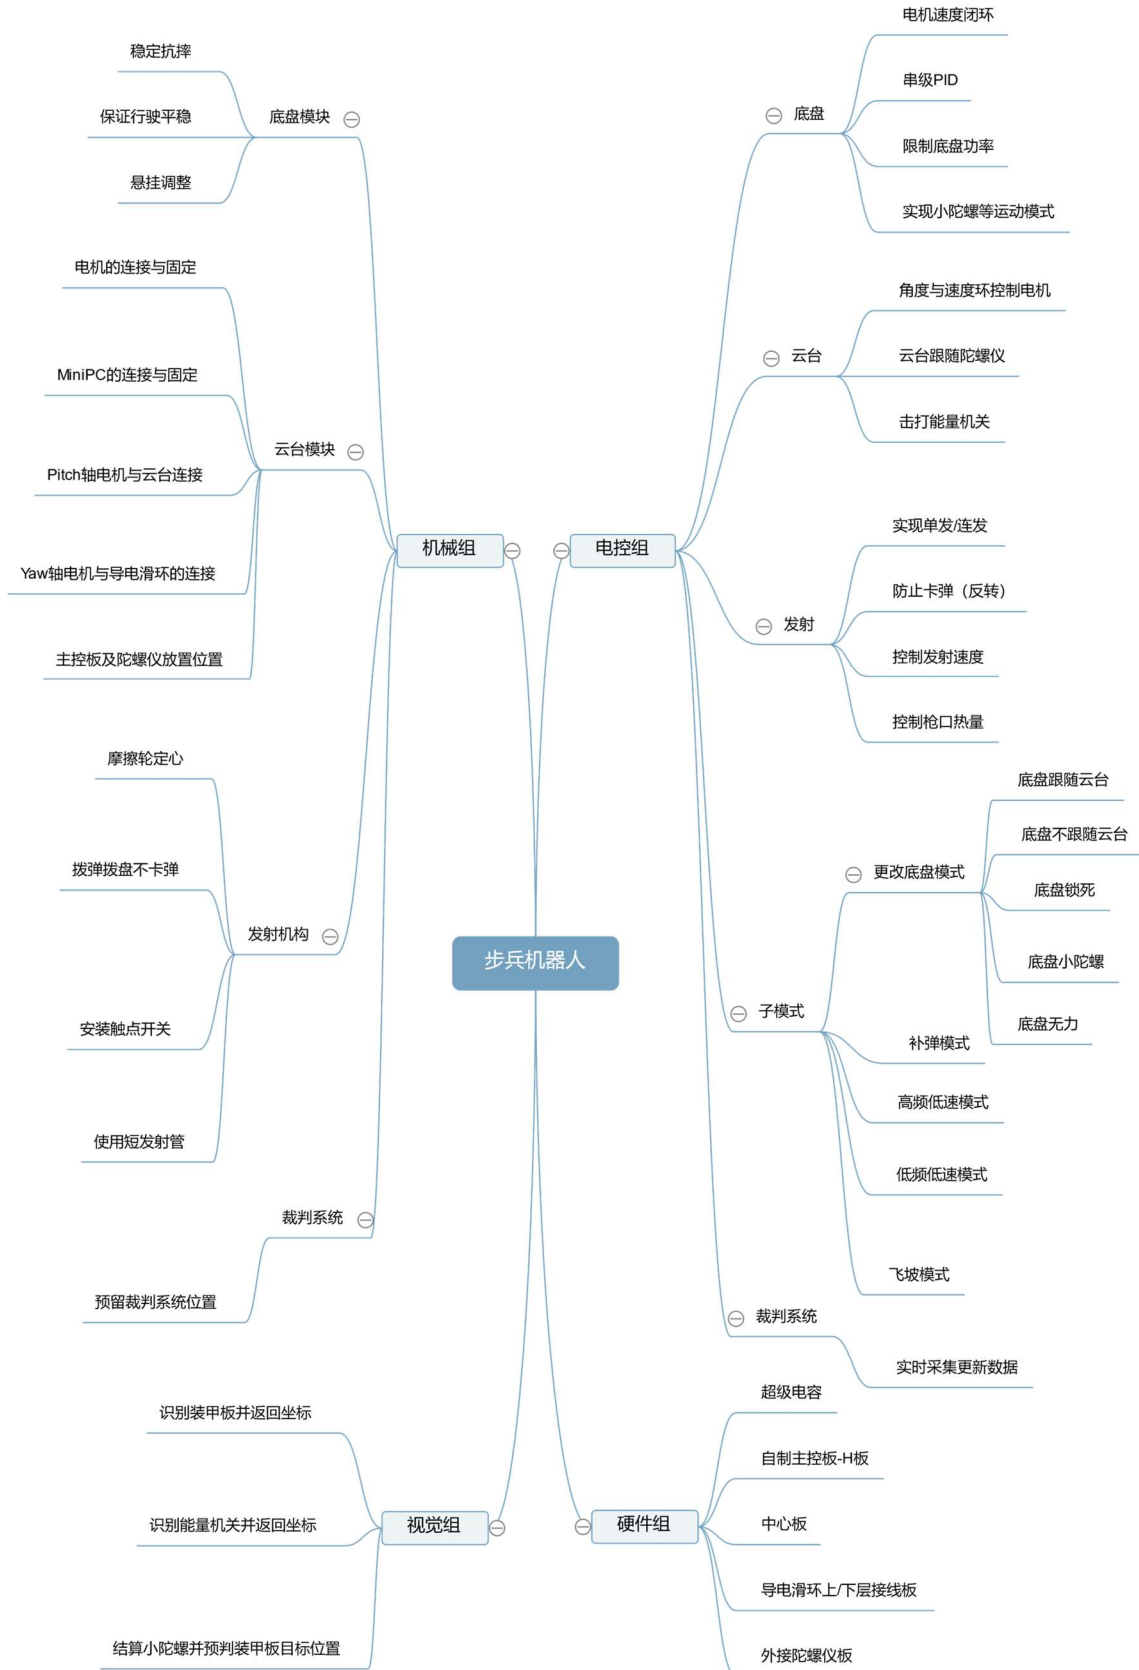 步兵机器人
机械组
底盘模块
稳定抗摔
保证行驶平稳
悬挂调整
云台模块
电机的连接与固定
MiniPC的连接与固定
Pitch轴电机与云台连接
Yaw轴电机与导电滑环的连接
主控板及陀螺仪放置位置
发射机构
摩擦轮定心
拨弹拨盘不卡弹
安装触点开关
使用短发射管
裁判系统
预留裁判系统位置
视觉组
识别装甲板并返回坐标
识别能量机关并返回坐标
结算小陀螺并预判装甲板目标位置
电控组
底盘
电机速度闭环
串级PID
限制底盘功率
实现小陀螺等运动模式
云台
角度与速度环控制电机
云台跟随陀螺仪
击打能量机关
发射
实现单发/连发
防止卡弹（反转）
控制发射速度
控制枪口热量
子模式
更改底盘模式
底盘跟随云台
底盘不跟随云台
底盘锁死
底盘小陀螺
底盘无力
补弹模式
高频低速模式
低频低速模式
飞坡模式
裁判系统
实时采集更新数据
硬件组
超级电容
自制主控板-H板
中心板
导电滑环上/下层接线板
外接陀螺仪板